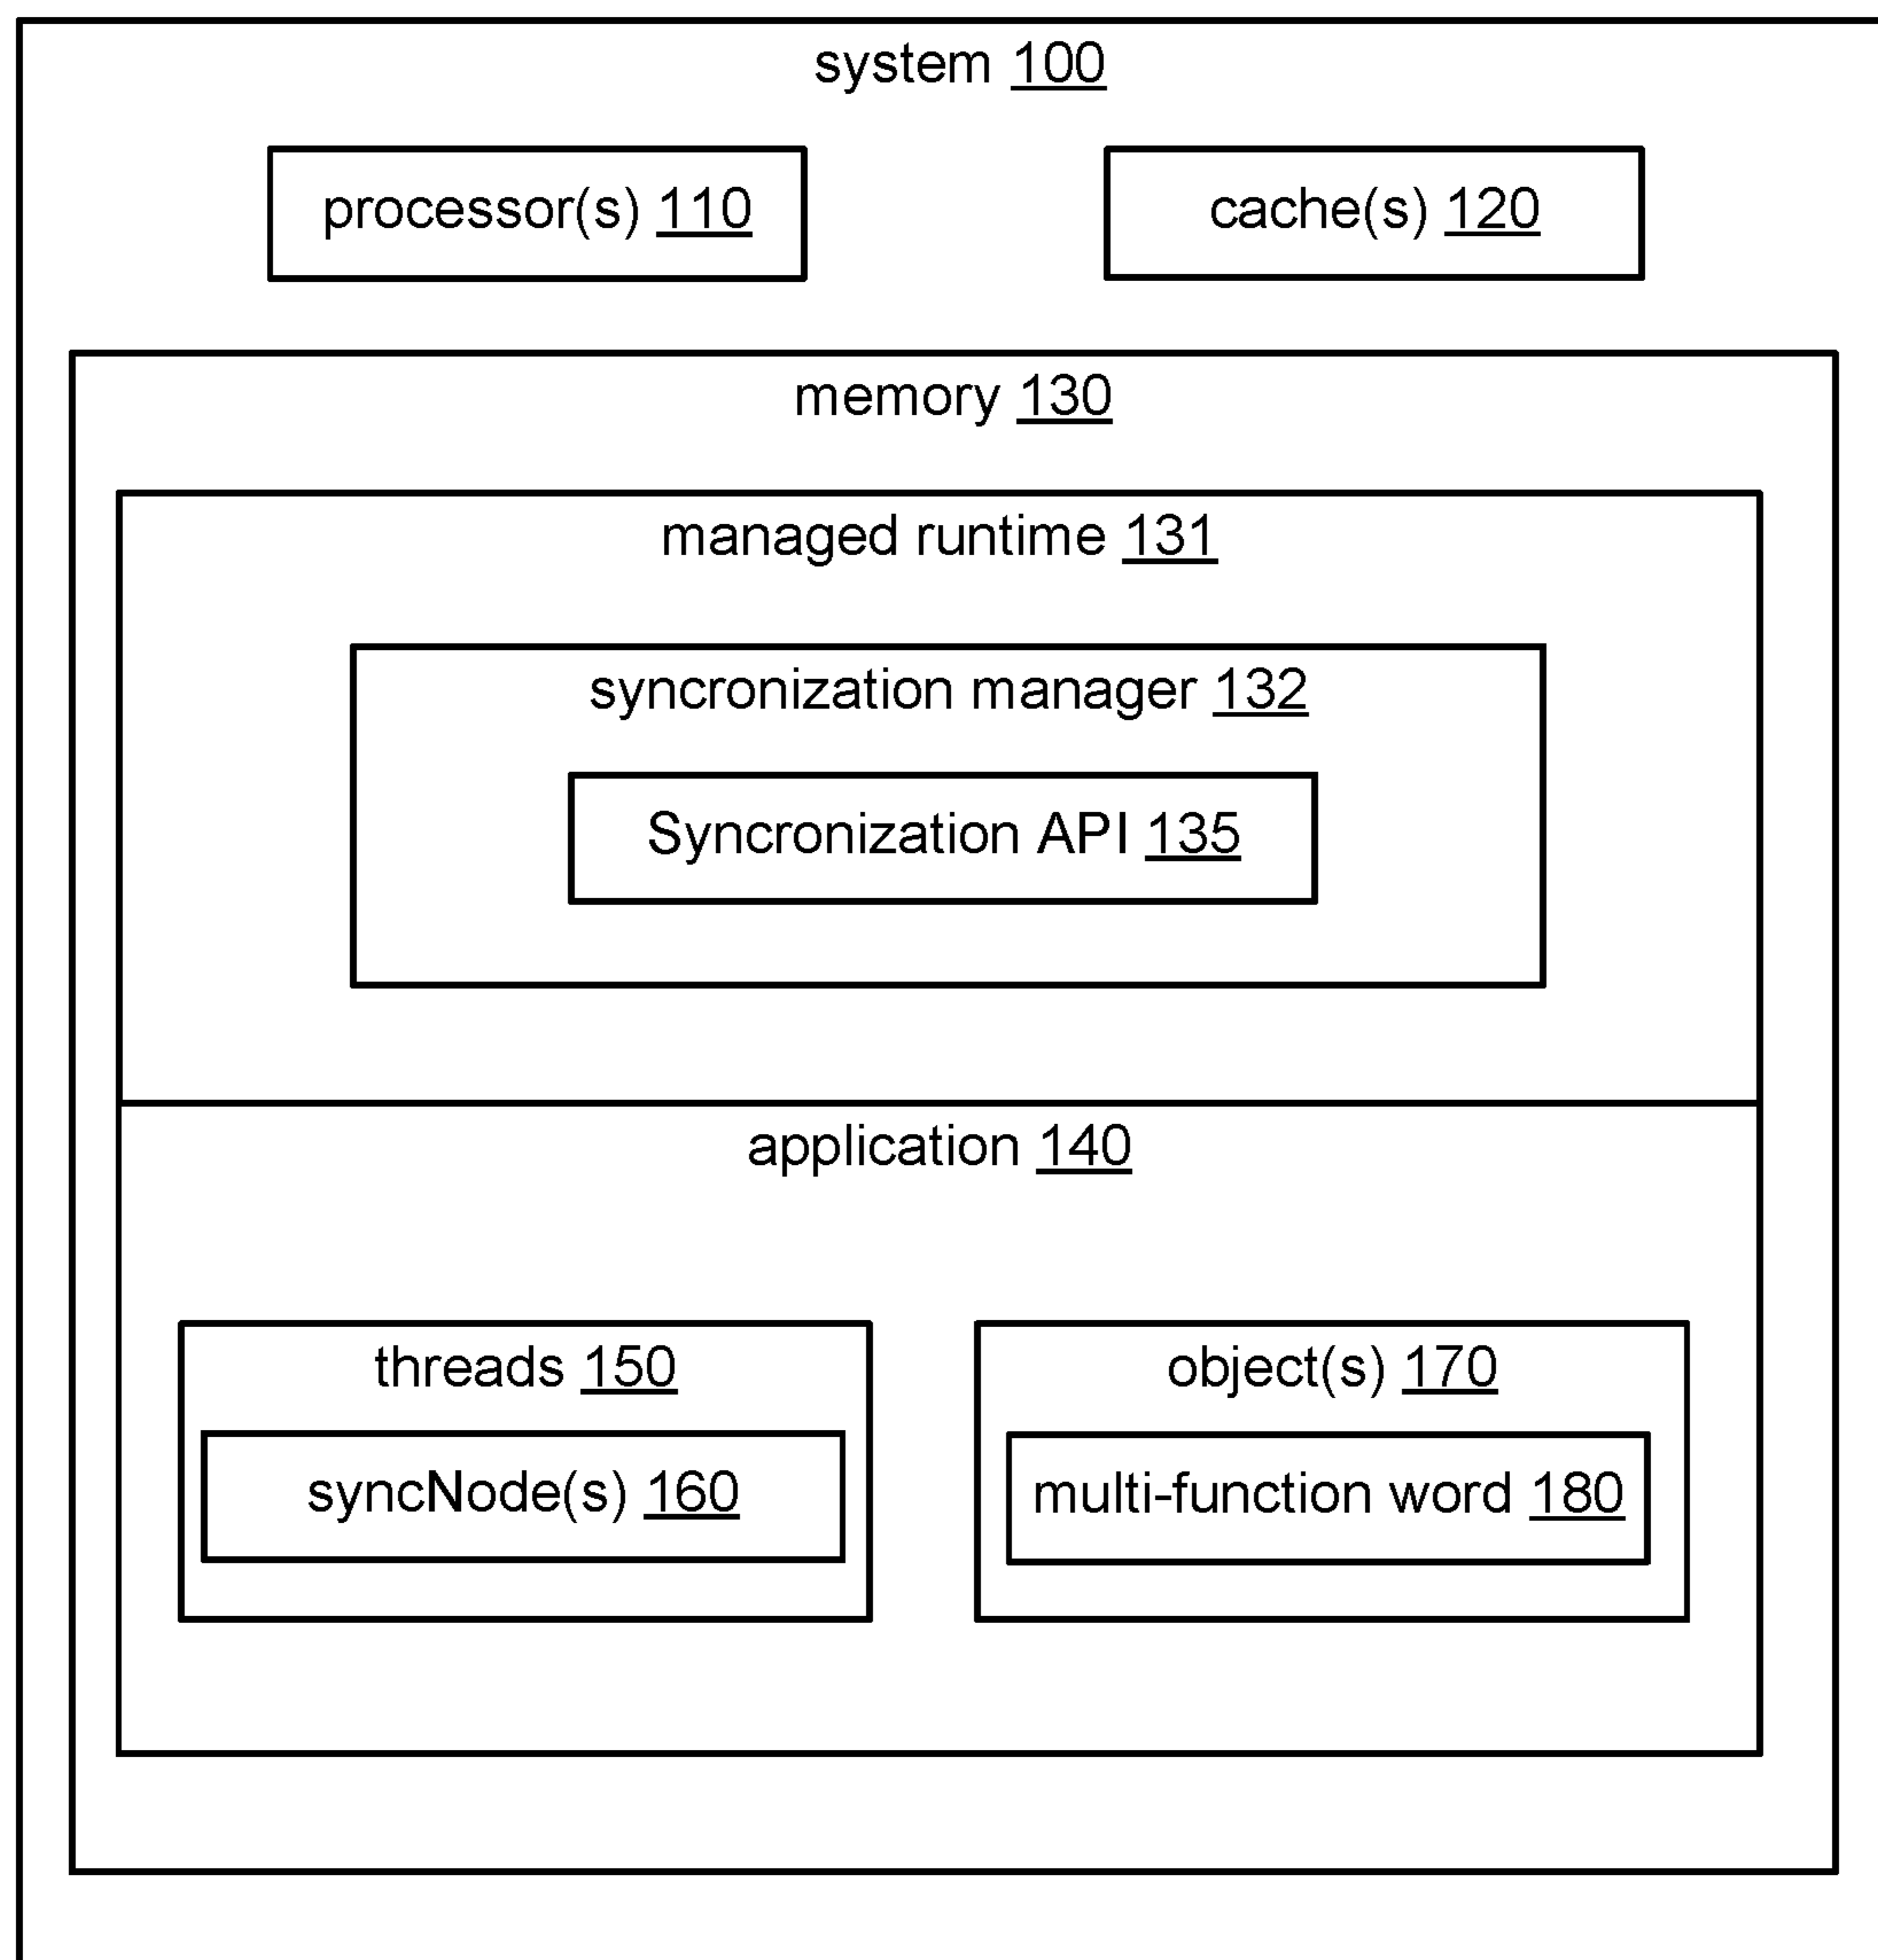 system 100
processor(s) 110
cache(s) 120
memory 130
managed runtime 131
syncronization manager 132
Syncronization API 135
application 140
threads 150
object(s) 170
syncNode(s) 160
multi-function word 180